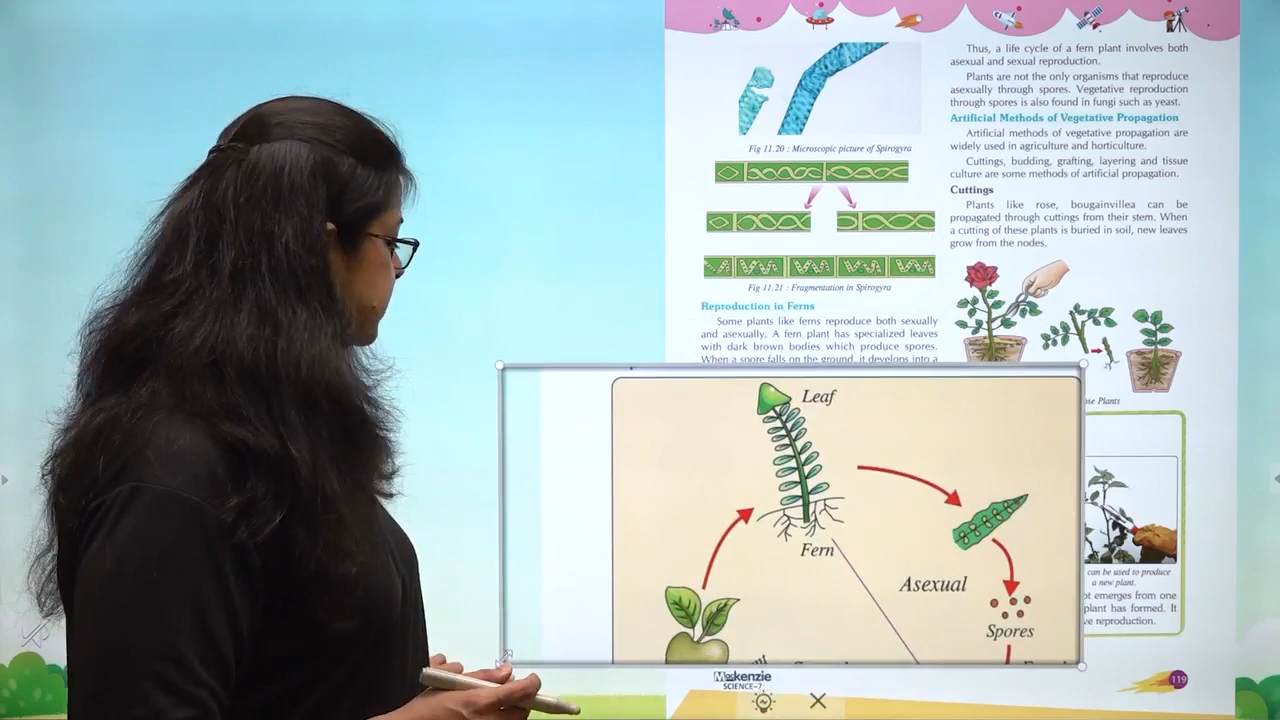 Fig 11.20 : Microscopic picture of Spirogyra
Fig 11.21 : Fragmentation in Spirogyra
Reproduction in Ferns
Some plants like ferns reproduce both sexually
and asexually. A fern plant has specialized leaves
with dark brown bodies which produce spores.
When a spore falls on the ground, it develops into a
Thus, a life cycle of a fern plant involves both
asexual and sexual reproduction.
Plants are not the only organisms that reproduce
asexually through spores. Vegetative reproduction
through spores is also found in fungi such as yeast.
Artificial Methods of Vegetative Propagation
Artificial methods of vegetative propagation are
widely used in agriculture and horticulture.
Cuttings, budding, grafting, layering and tissue
culture are some methods of artificial propagation.
Cuttings
Plants like rose, bougainvillea can be
propagated through cuttings from their stem. When
a cutting of these plants is buried in soil, new leaves
grow from the nodes.
Plants
can be used to produce
a new plant.
emerges from one
plant has formed. It
reproduction.
Leaf
Fern
Asexual
Spores
Mackenzie
SCIENCE–7
119